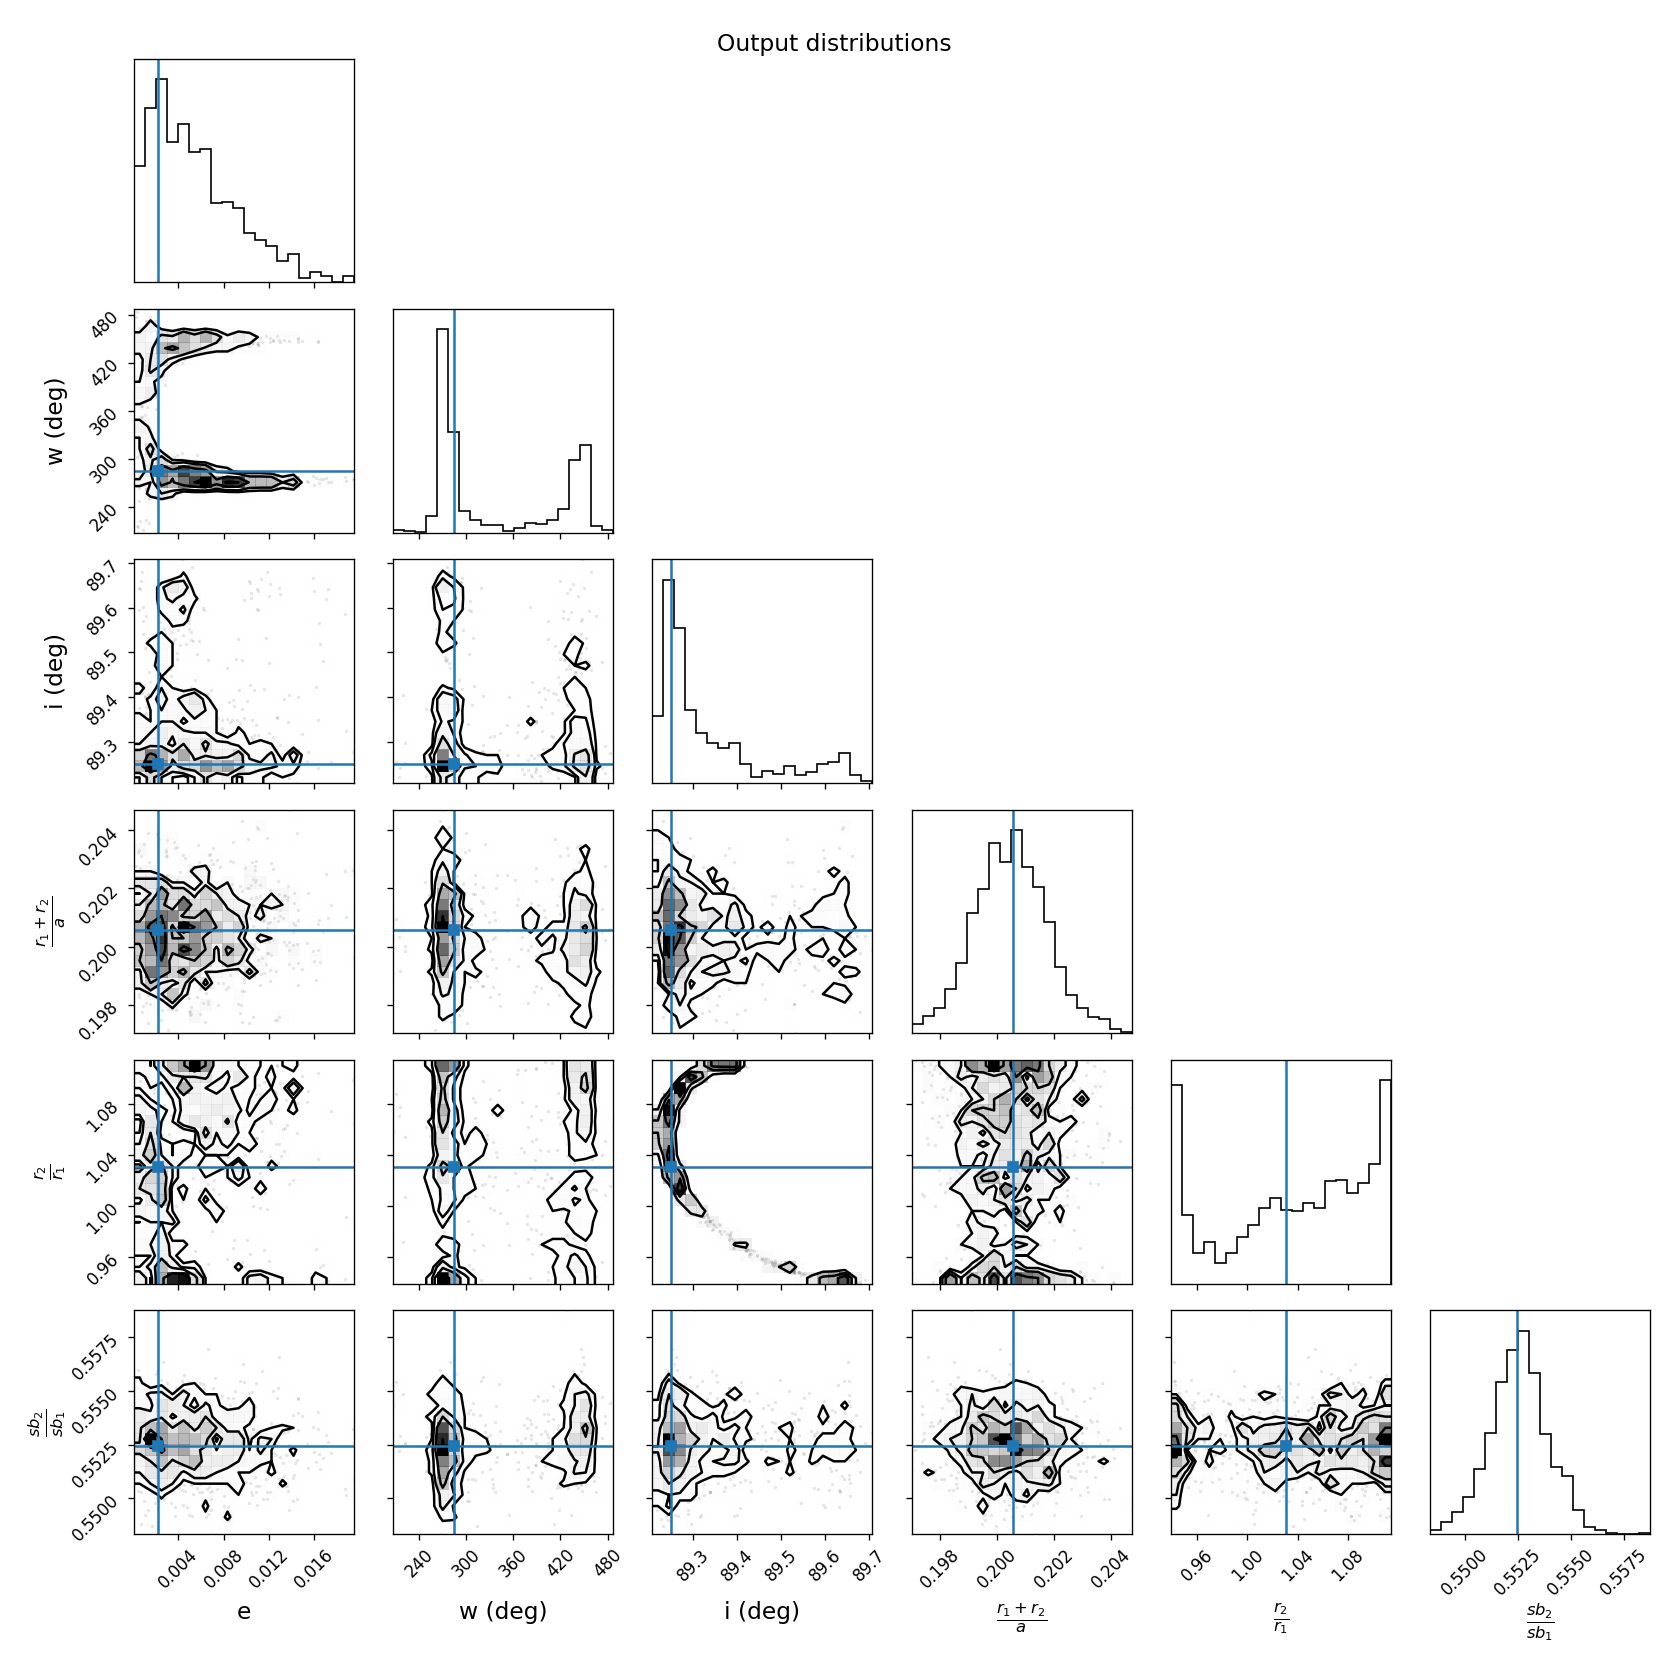 Output distributions
480
420
360
300
240
w (deg)
89.7
89.6
89.5
89.4
89.3
i (deg)
0.204
0.202
0.200
0.198
r₁ + r₂
a
1.08
1.04
1.00
0.96
r₂
r₁
0.5575
0.5550
0.5525
0.5500
sb₂
sb₁
0.004 0.008 0.012 0.016
240 300 360 420 480
89.3 89.4 89.5 89.6 89.7
0.198 0.200 0.202 0.204
0.96 1.00 1.04 1.08
0.5500 0.5525 0.5550 0.5575
e
w (deg)
i (deg)
r₁ + r₂
a
r₂
r₁
sb₂
sb₁